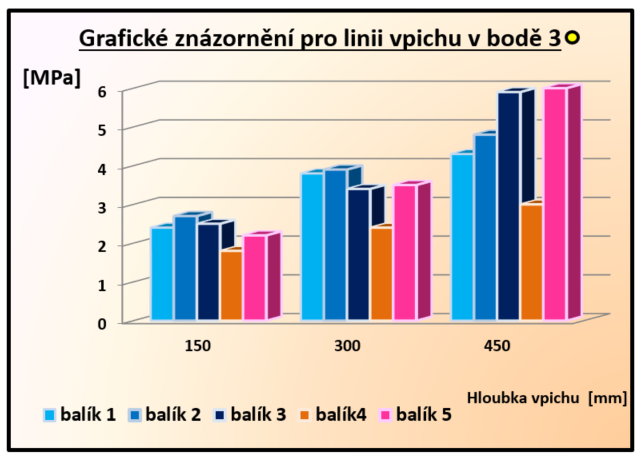 Grafické znázornění pro linii vpichu v bodě 3
[MPa]
6
5
4
3
2
1
0
150 300 450
Hloubka vpichu [mm]
balík 1 balík 2 balík 3 balík4 balík 5